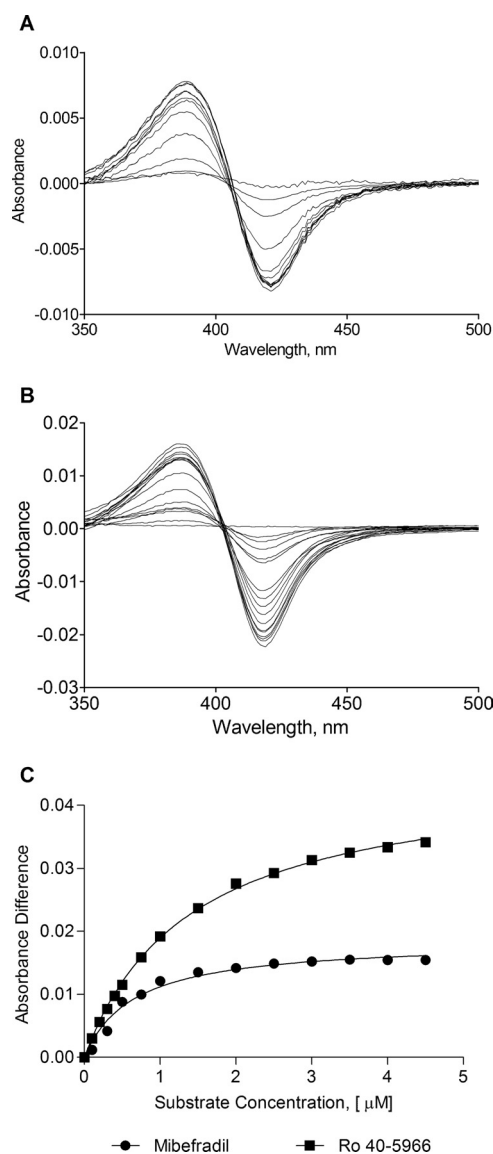 A
0.010
0.005
0.000
-0.005
-0.010
Absorbance
350 400 450 500
Wavelength, nm
B
0.02
0.01
0.00
-0.01
-0.02
-0.03
Absorbance
350 400 450 500
Wavelength, nm
C
0.04
0.03
0.02
0.01
0.00
Absorbance Difference
0 1 2 3 4 5
Substrate Concentration, [ μM]
Mibefradil Ro 40-5966